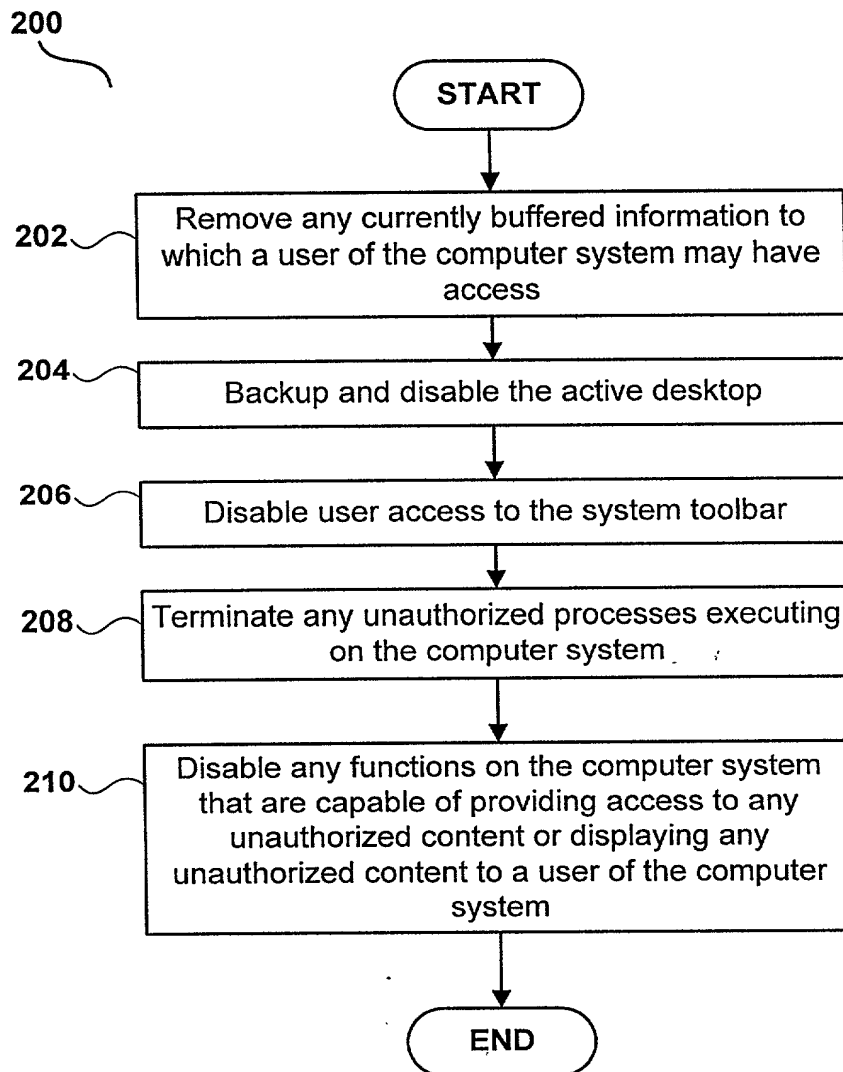 200
START
202
Remove any currently buffered information to
which a user of the computer system may have
access
204
Backup and disable the active desktop
206
Disable user access to the system toolbar
208
Terminate any unauthorized processes executing
on the computer system
210
Disable any functions on the computer system
that are capable of providing access to any
unauthorized content or displaying any
unauthorized content to a user of the computer
system
END